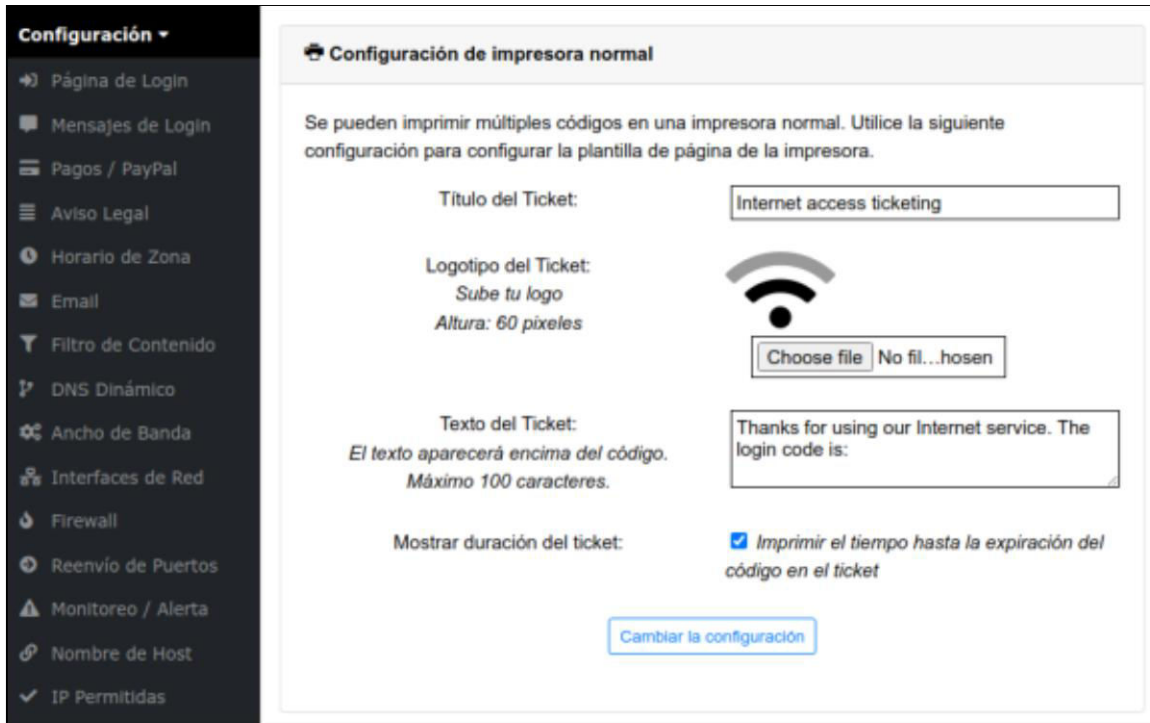 Configuración
Página de Login
Mensajes de Login
Pagos / PayPal
Aviso Legal
Horario de Zona
Email
Filtro de Contenido
DNS Dinámico
Ancho de Banda
Interfaces de Red
Firewall
Reenvío de Puertos
Monitoreo / Alerta
Nombre de Host
IP Permitidas
Configuración de impresora normal
Se pueden imprimir múltiples códigos en una impresora normal. Utilice la siguiente
configuración para configurar la plantilla de página de la impresora.
Título del Ticket:
Internet access ticketing
Logotipo del Ticket:
Sube tu logo
Altura: 60 pixeles
Choose file No fil...hosen
Texto del Ticket:
El texto aparecerá encima del código.
Máximo 100 caracteres.
Thanks for using our Internet service. The
login code is:
Mostrar duración del ticket:
Imprimir el tiempo hasta la expiración del
código en el ticket
Cambiar la configuración